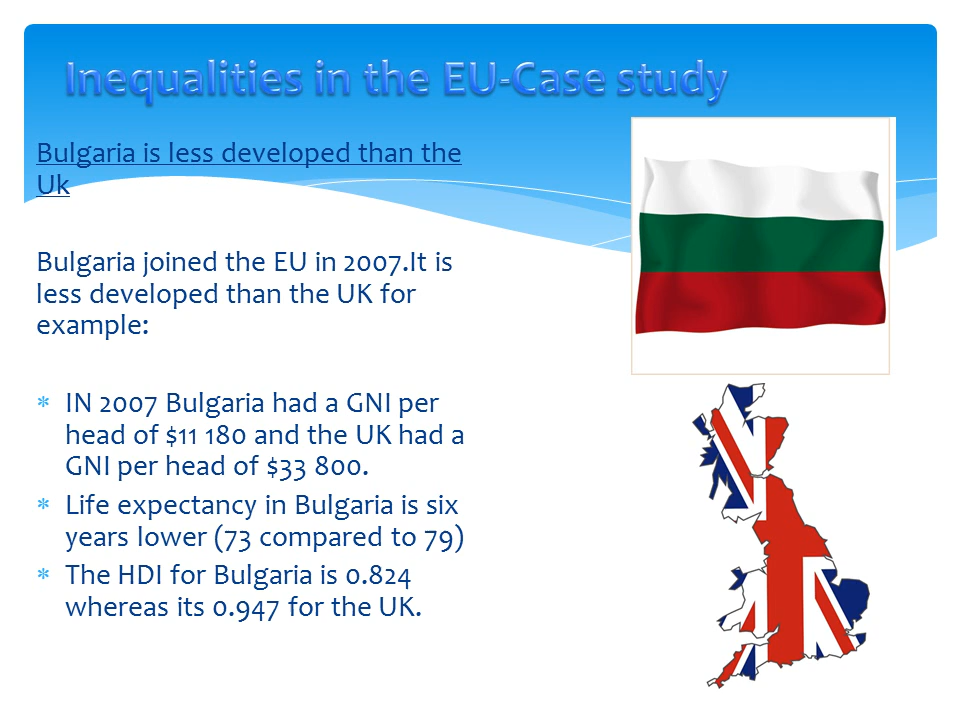 Inequalities in the EU-Case study
Bulgaria is less developed than the
Uk
Bulgaria joined the EU in 2007.It is
less developed than the UK for
example:
* IN 2007 Bulgaria had a GNI per
head of $11 180 and the UK had a
GNI per head of $33 800.
* Life expectancy in Bulgaria is six
years lower (73 compared to 79)
* The HDI for Bulgaria is 0.824
whereas its 0.947 for the UK.